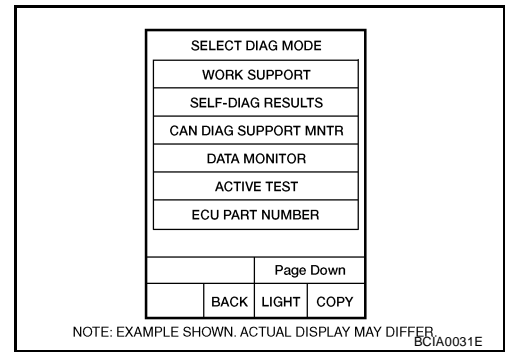 SELECT DIAG MODE
WORK SUPPORT
SELF-DIAG RESULTS
CAN DIAG SUPPORT MNTR
DATA MONITOR
ACTIVE TEST
ECU PART NUMBER
Page Down
BACK LIGHT COPY
NOTE: EXAMPLE SHOWN. ACTUAL DISPLAY MAY DIFFER.
BCIA0031E